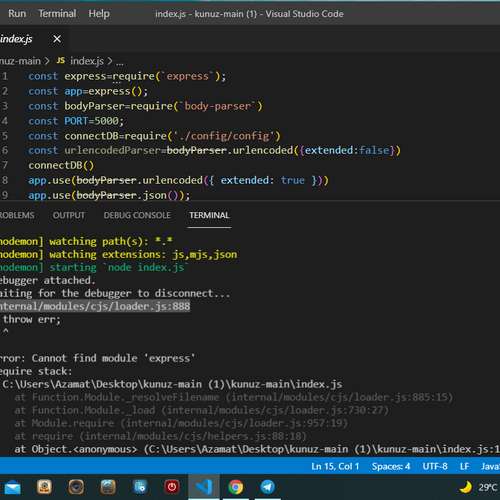 Run Terminal Help index.js - kunuz-main (1) - Visual Studio Code
index.js
nuz-main > JS index.js > ...
1 const express=require(`express`);
2 const app=express();
3 const bodyParser=require(`body-parser`)
4 const PORT=5000;
5 const connectDB=require('./config/config')
6 const urlencodedParser=bodyParser.urlencoded({extended:false})
7 connectDB()
8 app.use(bodyParser.urlencoded({ extended: true }))
9 app.use(bodyParser.json());
ROBLEMS OUTPUT DEBUG CONSOLE TERMINAL
nodemon] watching path(s): *.*
nodemon] watching extensions: js,mjs,json
nodemon] starting `node index.js`
ebugger attached.
aiting for the debugger to disconnect...
nternal/modules/cjs/loader.js:888
throw err;
^
rror: Cannot find module 'express'
equire stack:
C:\Users\Azamat\Desktop\kunuz-main (1)\kunuz-main\index.js
at Function.Module._resolveFilename (internal/modules/cjs/loader.js:885:15)
at Function.Module._load (internal/modules/cjs/loader.js:730:27)
at Module.require (internal/modules/cjs/loader.js:957:19)
at require (internal/modules/cjs/helpers.js:88:18)
at Object.<anonymous> (C:\Users\Azamat\Desktop\kunuz-main (1)\kunuz-main\index.js:1
Ln 15, Col 1 Spaces: 4 UTF-8 LF Java
29°C